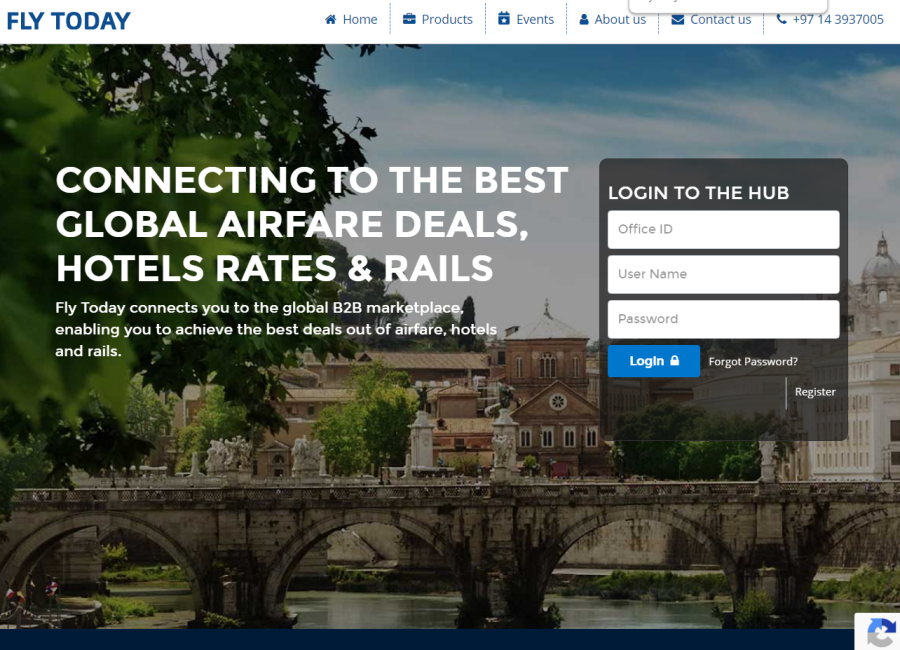 FLY TODAY
Home
Products
Events
About us
Contact us
+97 14 3937005
CONNECTING TO THE BEST
GLOBAL AIRFARE DEALS,
HOTELS RATES & RAILS
Fly Today connects you to the global B2B marketplace,
enabling you to achieve the best deals out of airfare, hotels
and rails.
LOGIN TO THE HUB
Office ID
User Name
Password
Login
Forgot Password?
Register